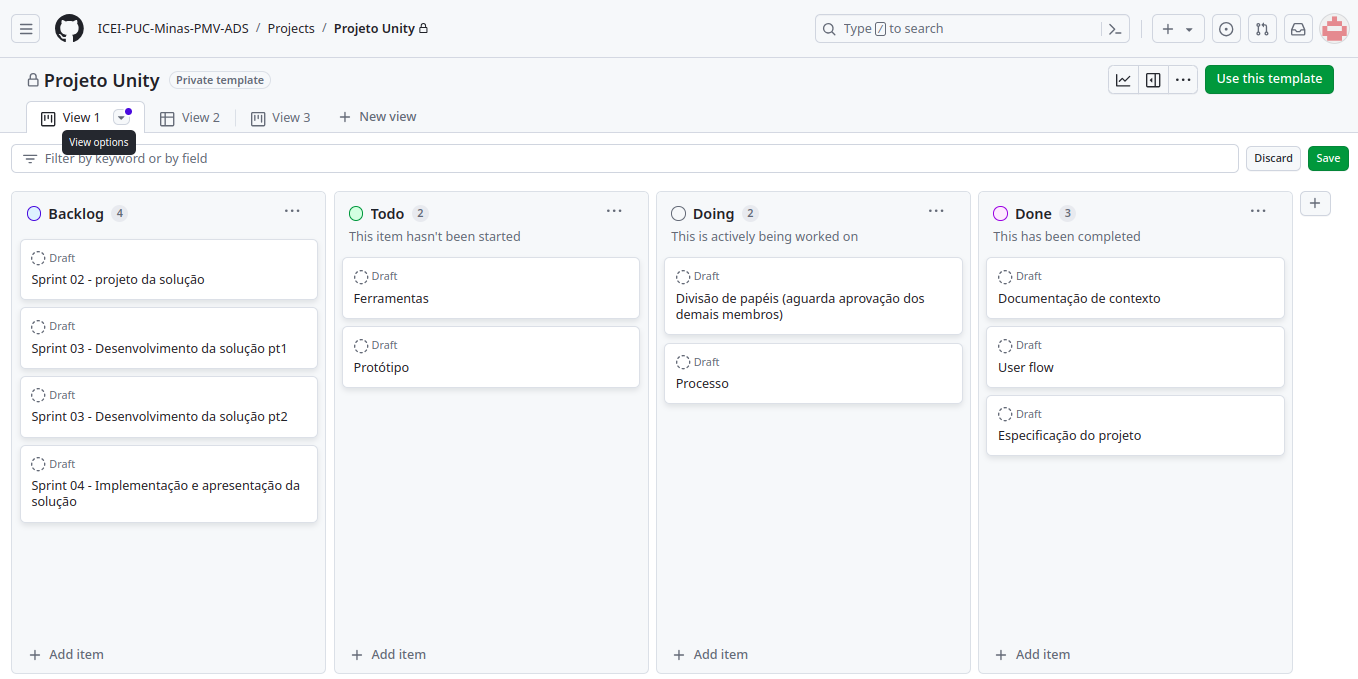 ICEI-PUC-Minas-PMV-ADS / Projects / Projeto Unity
Type / to search
Projeto Unity Private template
Use this template
View 1 View 2 View 3 + New view
View options
Filter by keyword or by field
Discard Save
Backlog 4
Draft
Sprint 02 - projeto da solução
Draft
Sprint 03 - Desenvolvimento da solução pt1
Draft
Sprint 03 - Desenvolvimento da solução pt2
Draft
Sprint 04 - Implementação e apresentação da
solução
+ Add item
Todo 2
This item hasn't been started
Draft
Ferramentas
Draft
Protótipo
+ Add item
Doing 2
This is actively being worked on
Draft
Divisão de papéis (aguarda aprovação dos
demais membros)
Draft
Processo
+ Add item
Done 3
This has been completed
Draft
Documentação de contexto
Draft
User flow
Draft
Especificação do projeto
+ Add item